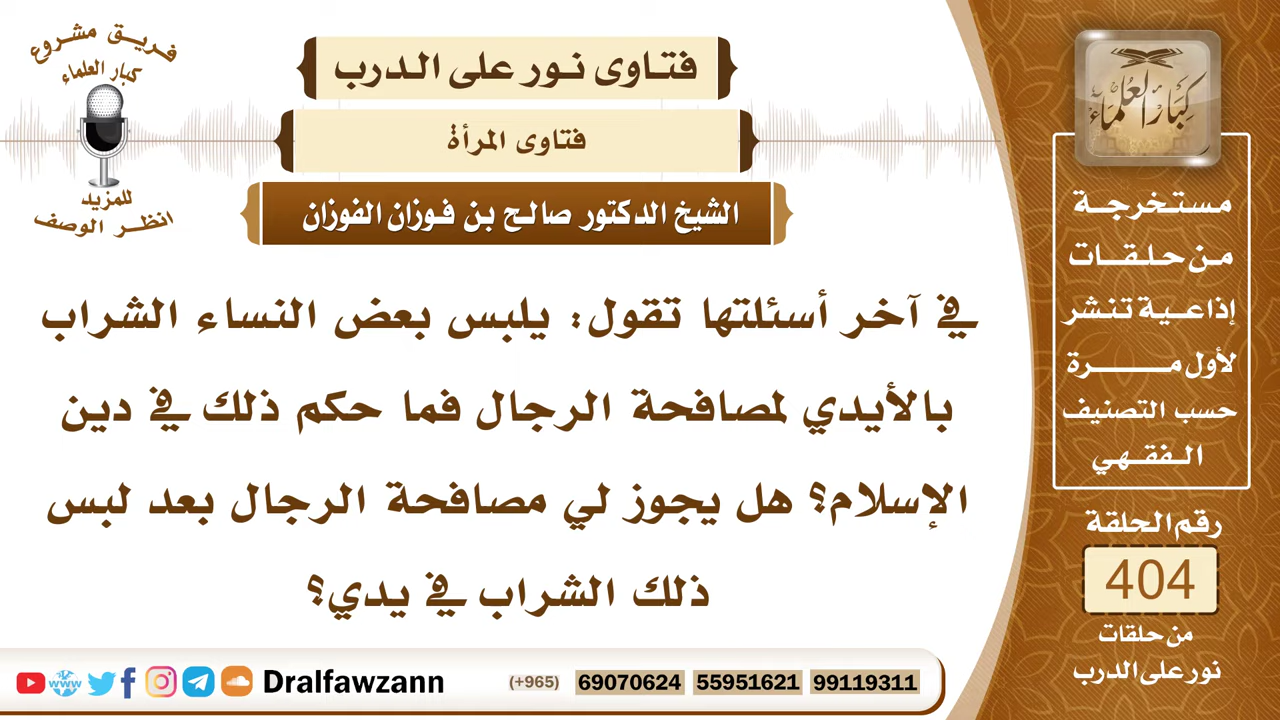 فريق مشروع
كبار العلماء
للمزيد
انظر الوصف
فتاوى نور على الدرب
فتاوى المرأة
الشيخ الدكتور صالح بن فوزان الفوزان
في آخر أسئلتها تقول: يلبس بعض النساء الشراب
بالأيدي لمصافحة الرجال فما حكم ذلك في دين
الإسلام؟ هل يجوز لي مصافحة الرجال بعد لبس
ذلك الشراب في يدي؟
كبار العلماء
مستخرجة
من حلقات
إذاعية تنشر
لأول مرة
حسب التصنيف
الفقهي
رقم الحلقة
404
من حلقات
نور على الدرب
www
Dralfawzann
(+965) 69070624 55951621 99119311